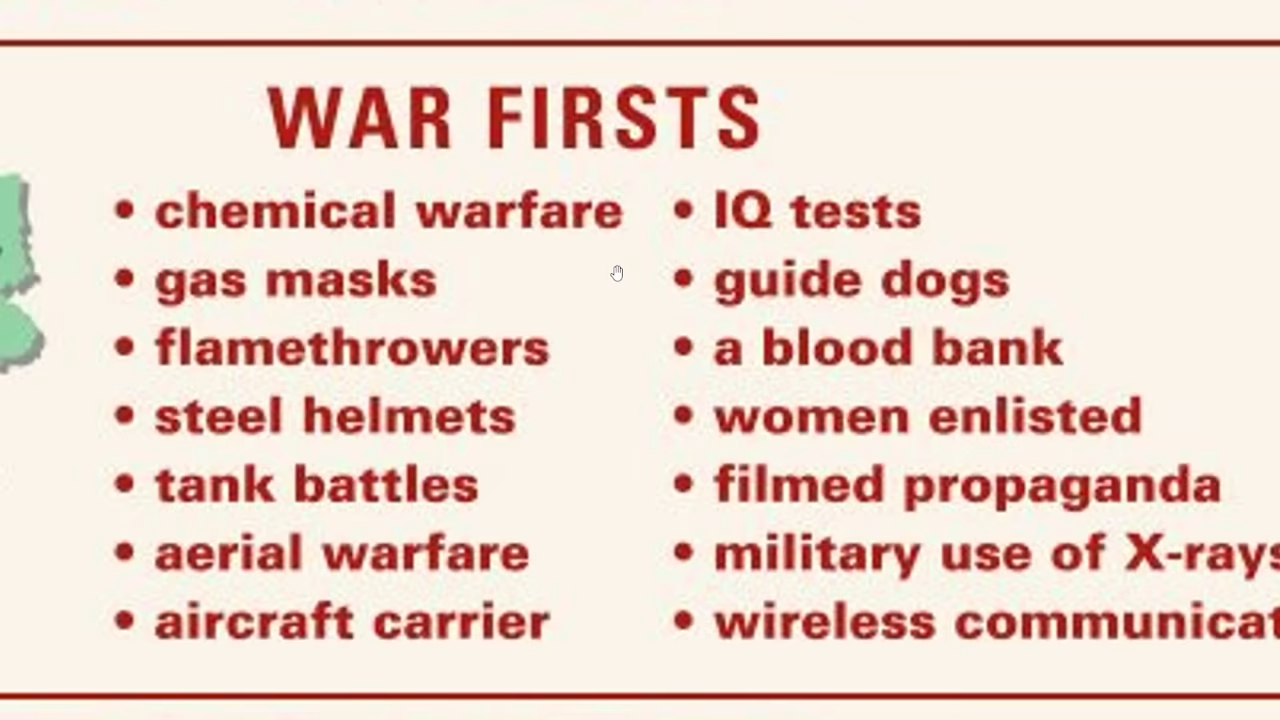 WAR FIRSTS
• chemical warfare
• gas masks
• flamethrowers
• steel helmets
• tank battles
• aerial warfare
• aircraft carrier
• IQ tests
• guide dogs
• a blood bank
• women enlisted
• filmed propaganda
• military use of X-rays
• wireless communicat